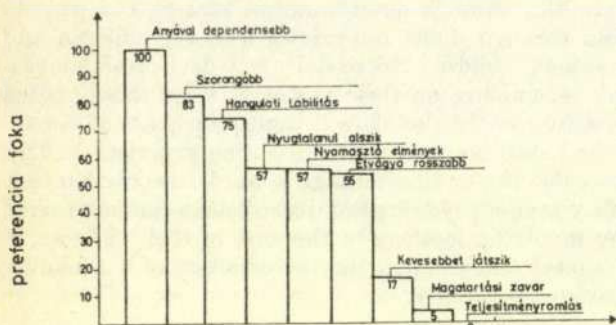 Anyával dependensebb
100
Szorongóbb
83
Hangulati Labilitás
75
Nyugtalanul alszik
57
Nyomasztó elmények
57
Étvágya rosszabb
55
Kevesebbet játszik
17
Magatartási zavar
5
Teljesítményromlás
preferencia foka
100
90
80
70
60
50
40
30
20
10